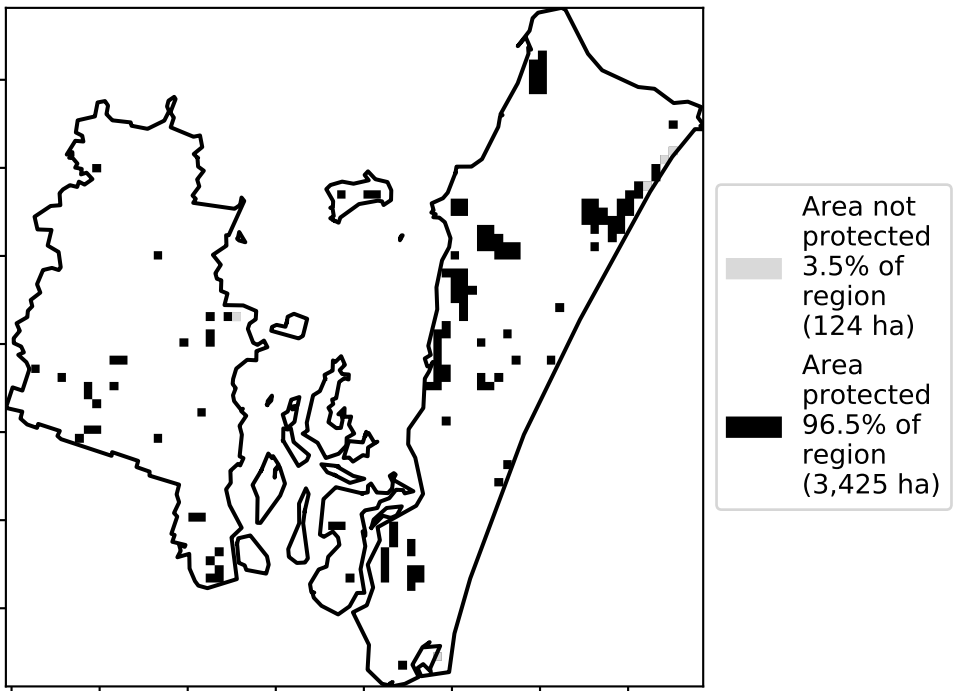 Area not
protected
3.5% of
region
(124 ha)
Area
protected
96.5% of
region
(3,425 ha)